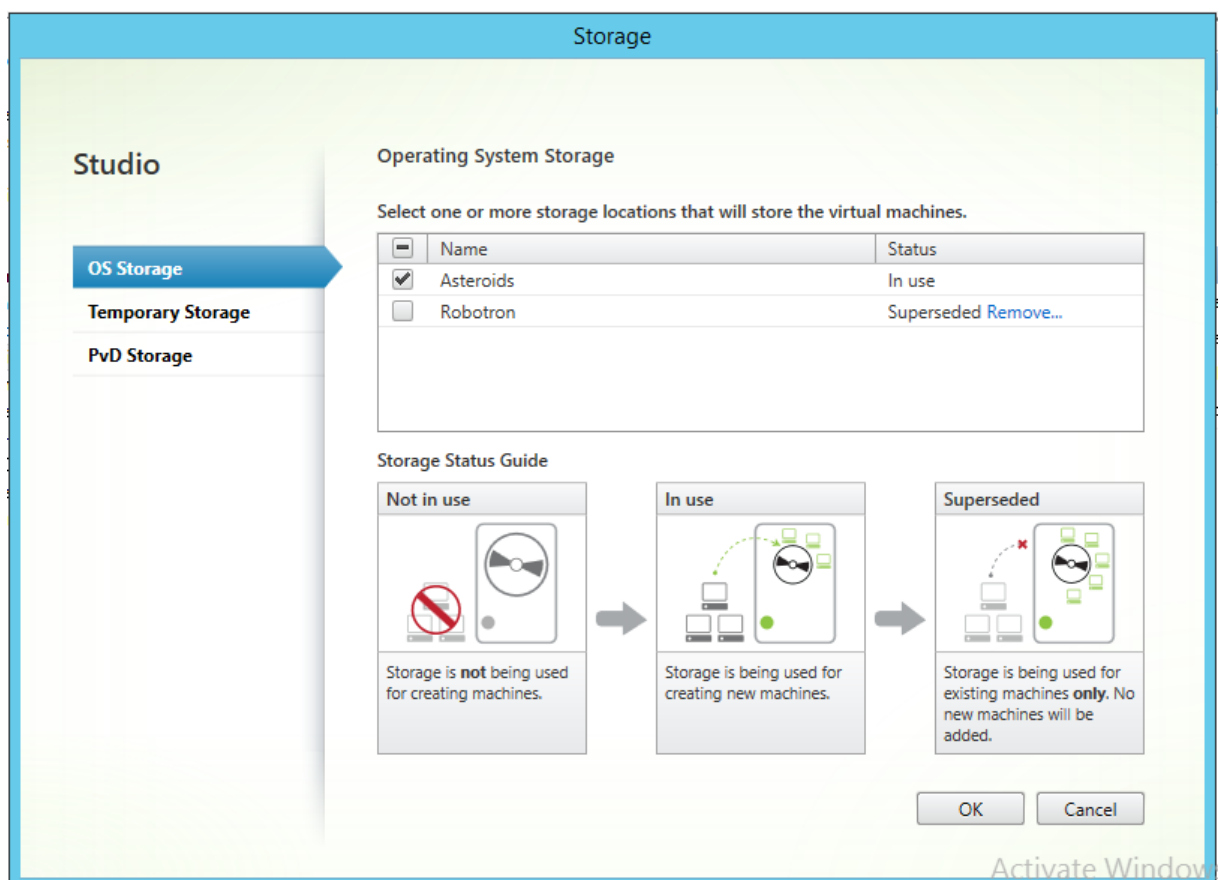 Storage
Studio
OS Storage
Temporary Storage
PvD Storage
Operating System Storage
Select one or more storage locations that will store the virtual machines.
Name Status
Asteroids In use
Robotron Superseded Remove...
Storage Status Guide
Not in use
Storage is not being used
for creating machines.
In use
Storage is being used for
creating new machines.
Superseded
Storage is being used for
existing machines only. No
new machines will be
added.
OK Cancel
Activate Window